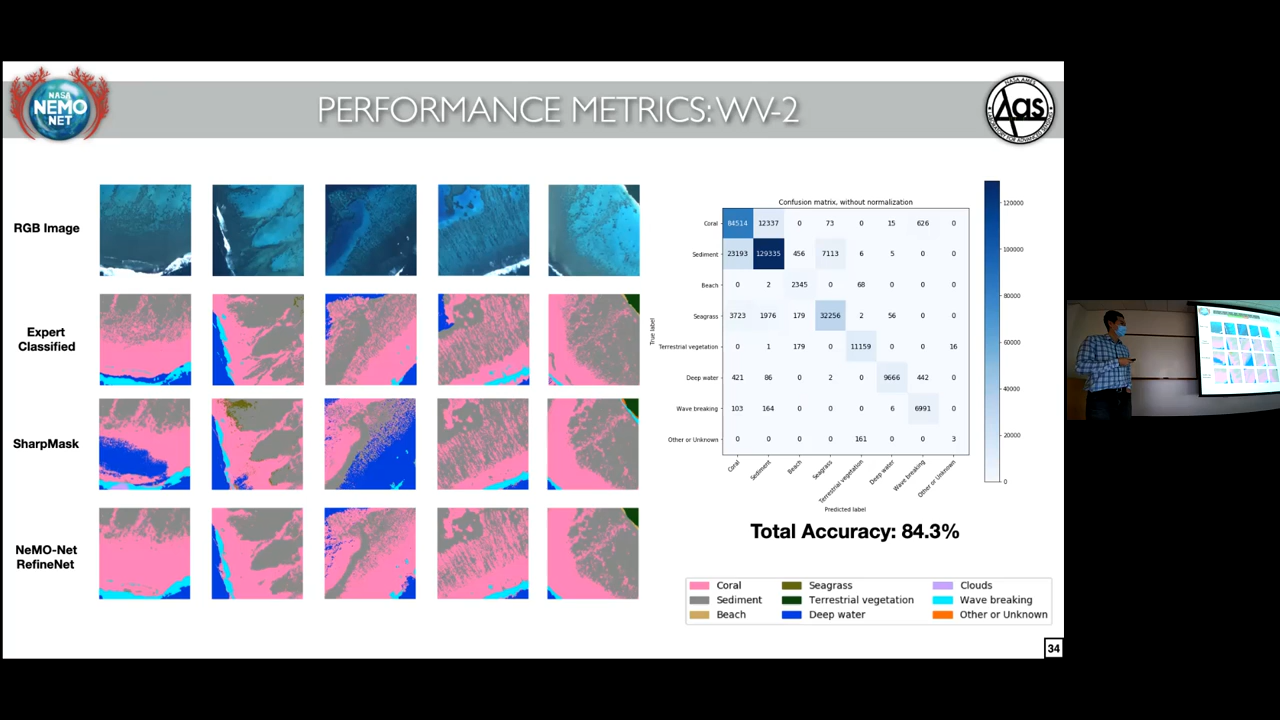 NASA
NEMO
NET
PERFORMANCE METRICS: WV-2
NASA AMES
Aas
RGB Image
Expert
Classified
SharpMask
NeMO-Net
RefineNet
Confusion matrix, without normalization
Coral 84514 12337 0 73 0 15 626 0
Sediment 23193 129335 456 7113 6 5 0 0
Beach 0 2 2345 0 68 0 0 0
Seagrass 3723 1976 179 32256 2 56 0 0
Terrestrial vegetation 0 1 179 0 11159 0 0 16
Deep water 421 86 0 2 0 9666 442 0
Wave breaking 103 164 0 0 0 6 6991 0
Other or Unknown 0 0 0 0 161 0 0 3
True label
Coral
Sediment
Beach
Seagrass
Terrestrial vegetation
Deep water
Wave breaking
Other or Unknown
Predicted label
120000
100000
80000
60000
40000
20000
0
Total Accuracy: 84.3%
Coral
Sediment
Beach
Seagrass
Terrestrial vegetation
Deep water
Clouds
Wave breaking
Other or Unknown
34